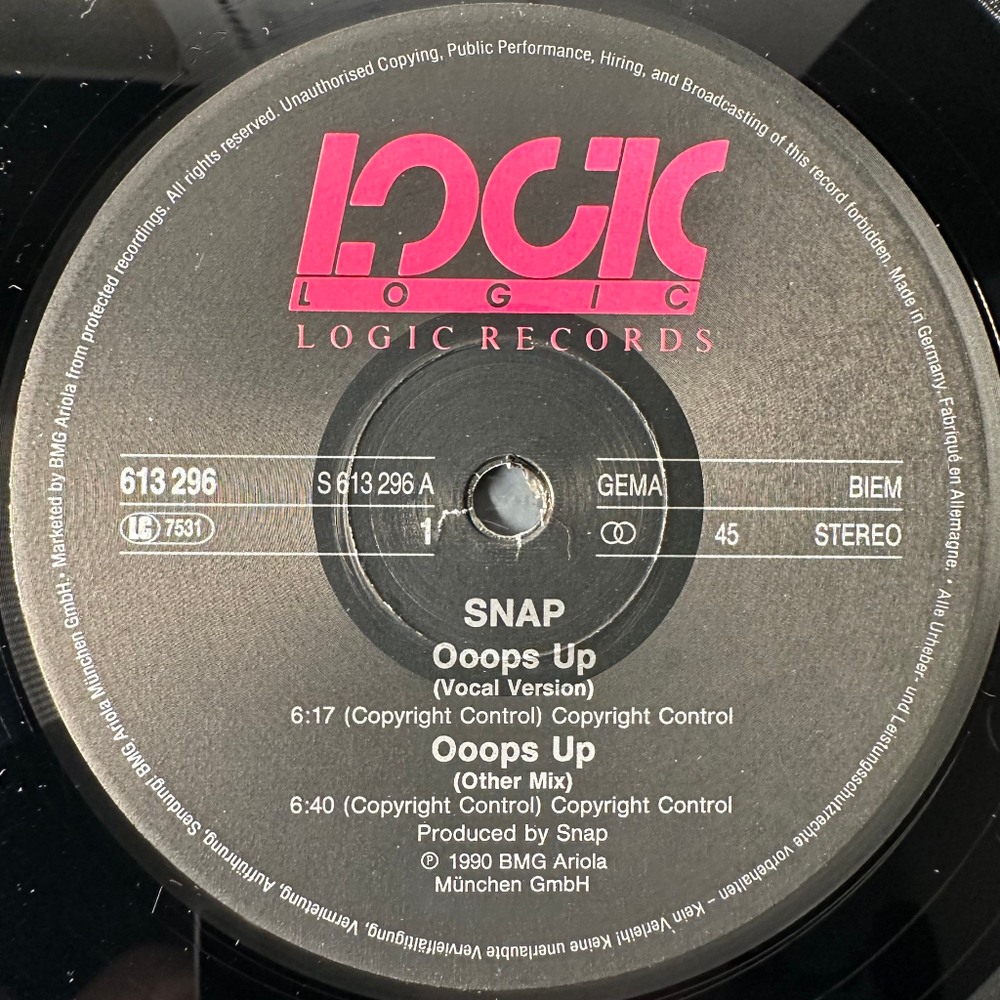 Marketed by BMG Ariola from protected recordings. All rights reserved. Unauthorised Copying, Public Performance, Hiring, and Broadcasting of this record forbidden. Made in Germany. Fabriqué en Allemagne. • Alle Urheber- und Leistungsschutzrechte vorbehalten – Kein Verleih! Keine unerlaubte Vervielfältigung, Vermietung, Aufführung, Sendung! BMG Ariola München GmbH •
LOGIC
LOGIC
LOGIC RECORDS
613 296 S 613 296 A GEMA BIEM
LC 7531 1 45 STEREO
SNAP
Ooops Up
(Vocal Version)
6:17 (Copyright Control) Copyright Control
Ooops Up
(Other Mix)
6:40 (Copyright Control) Copyright Control
Produced by Snap
℗ 1990 BMG Ariola
München GmbH